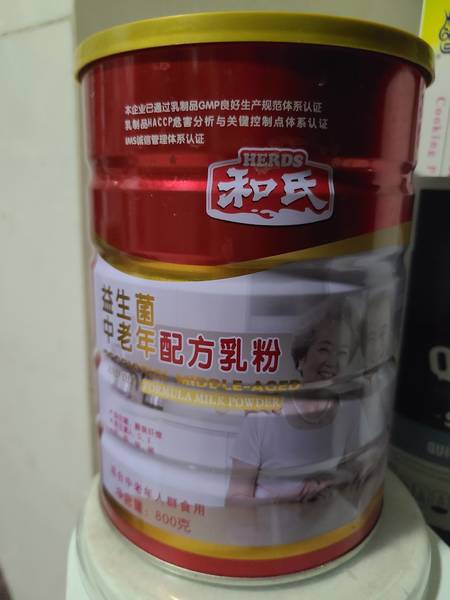 本企业已通过乳制品GMP良好生产规范体系认证
乳制品HACCP危害分析与关键控制点体系认证
诚信管理体系认证
HERDS
和氏
益生菌
中老年配方乳粉
MIDDLE-AGED
FORMULA MILK POWDER
适合中老年人群食用
净含量：800克
Cookies